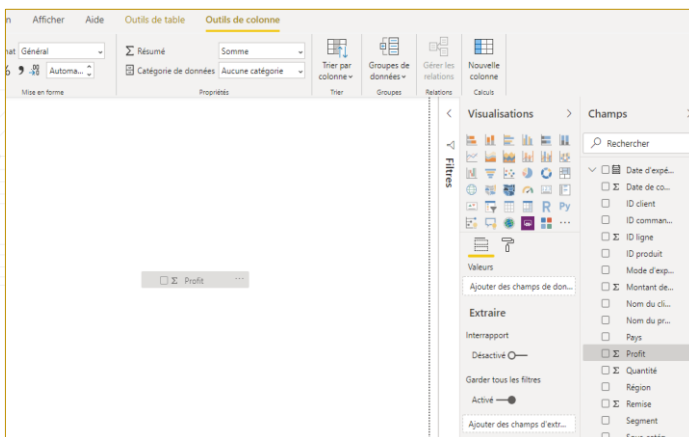 Afficher Aide Outils de table Outils de colonne
Général
Σ Résumé Somme
Automa...
Catégorie de données Aucune catégorie
Trier par
colonne
Groupes de
données
Gérer les
relations
Nouvelle
colonne
Mise en forme Propriétés Trier Groupes Relations Calculs
Visualisations
Champs
Rechercher
Filtres
R Py
Σ Profit ...
Valeurs
Ajouter des champs de don...
Extraire
Interrapport
Désactivé
Garder tous les filtres
Activé
Ajouter des champs d'extr...
Date d'expé...
Σ Date de co...
ID client
ID comman...
Σ ID ligne
ID produit
Mode d'exp...
Σ Montant de...
Nom du cli...
Nom du pr...
Pays
Σ Profit
Σ Quantité
Région
Σ Remise
Segment